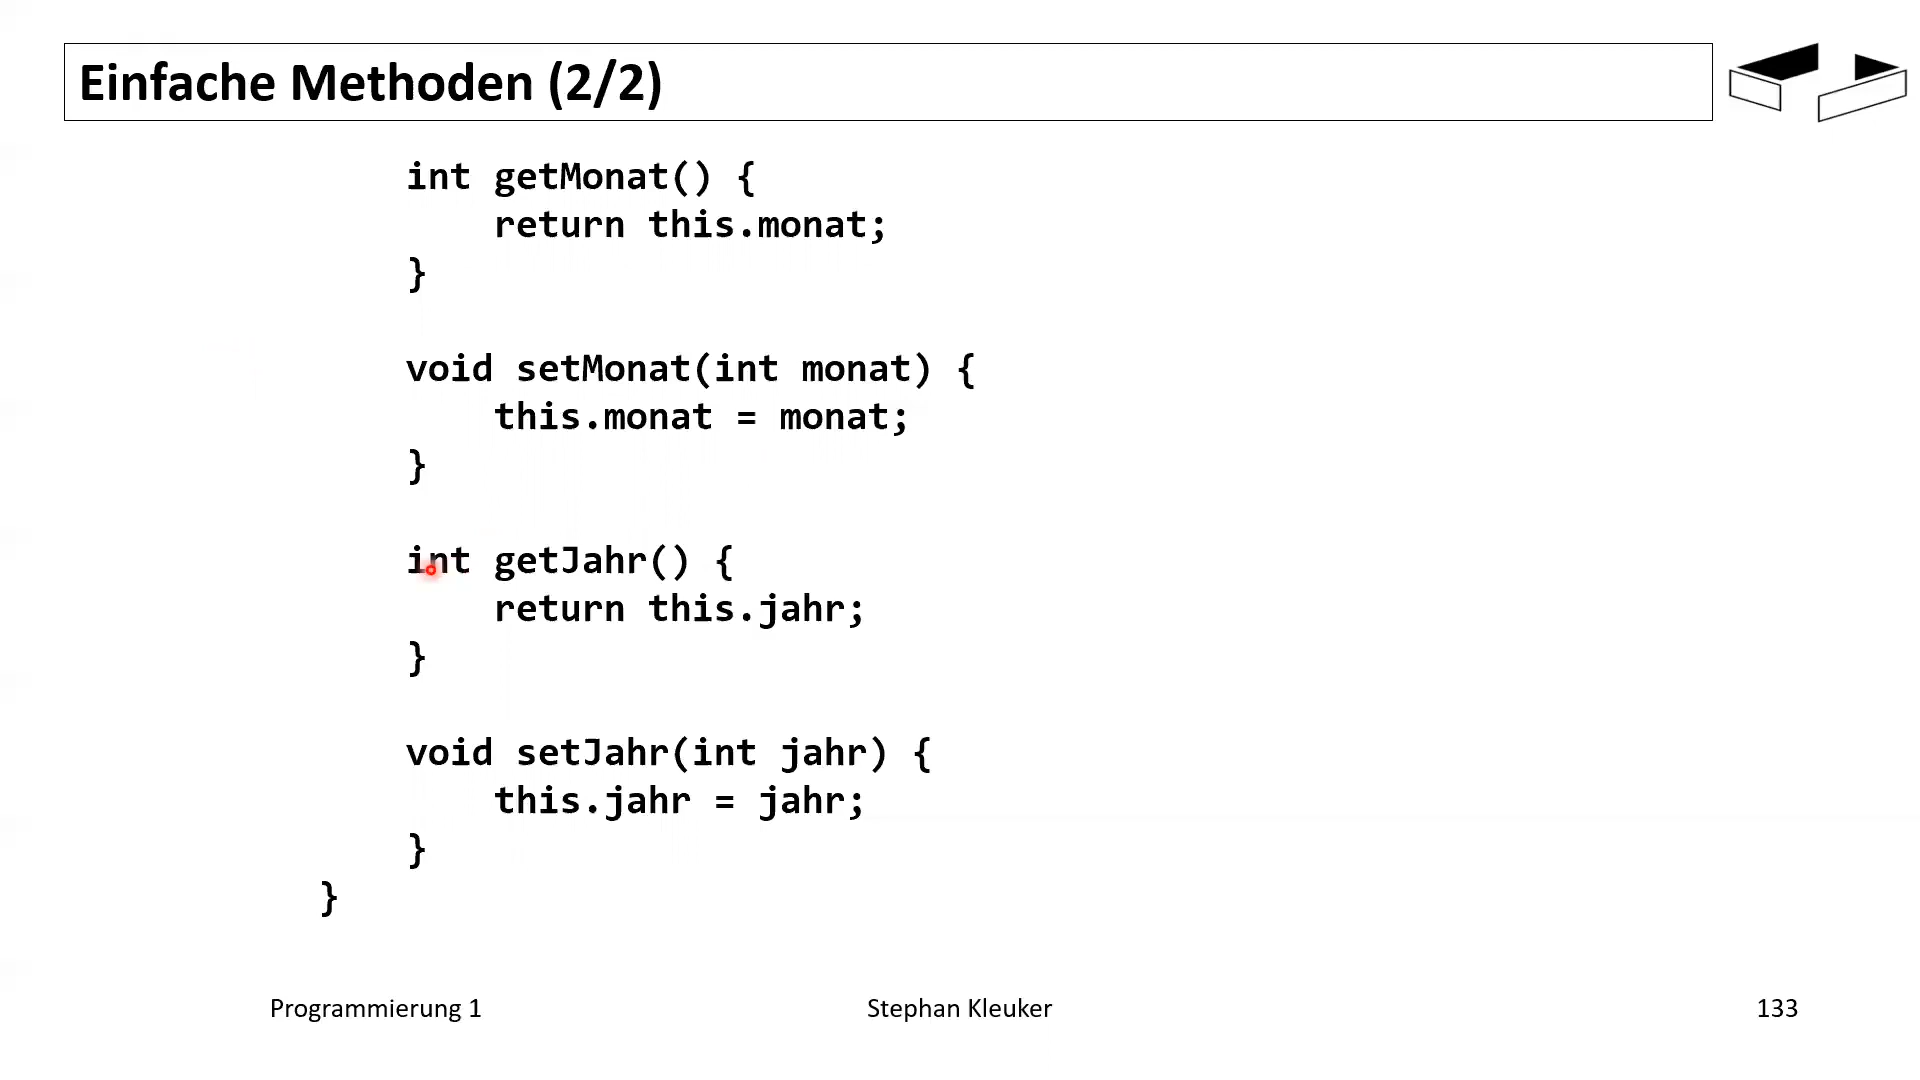 Einfache Methoden (2/2)
int getMonat() {
return this.monat;
}
void setMonat(int monat) {
this.monat = monat;
}
int getJahr() {
return this.jahr;
}
void setJahr(int jahr) {
this.jahr = jahr;
}
}
Programmierung 1
Stephan Kleuker
133